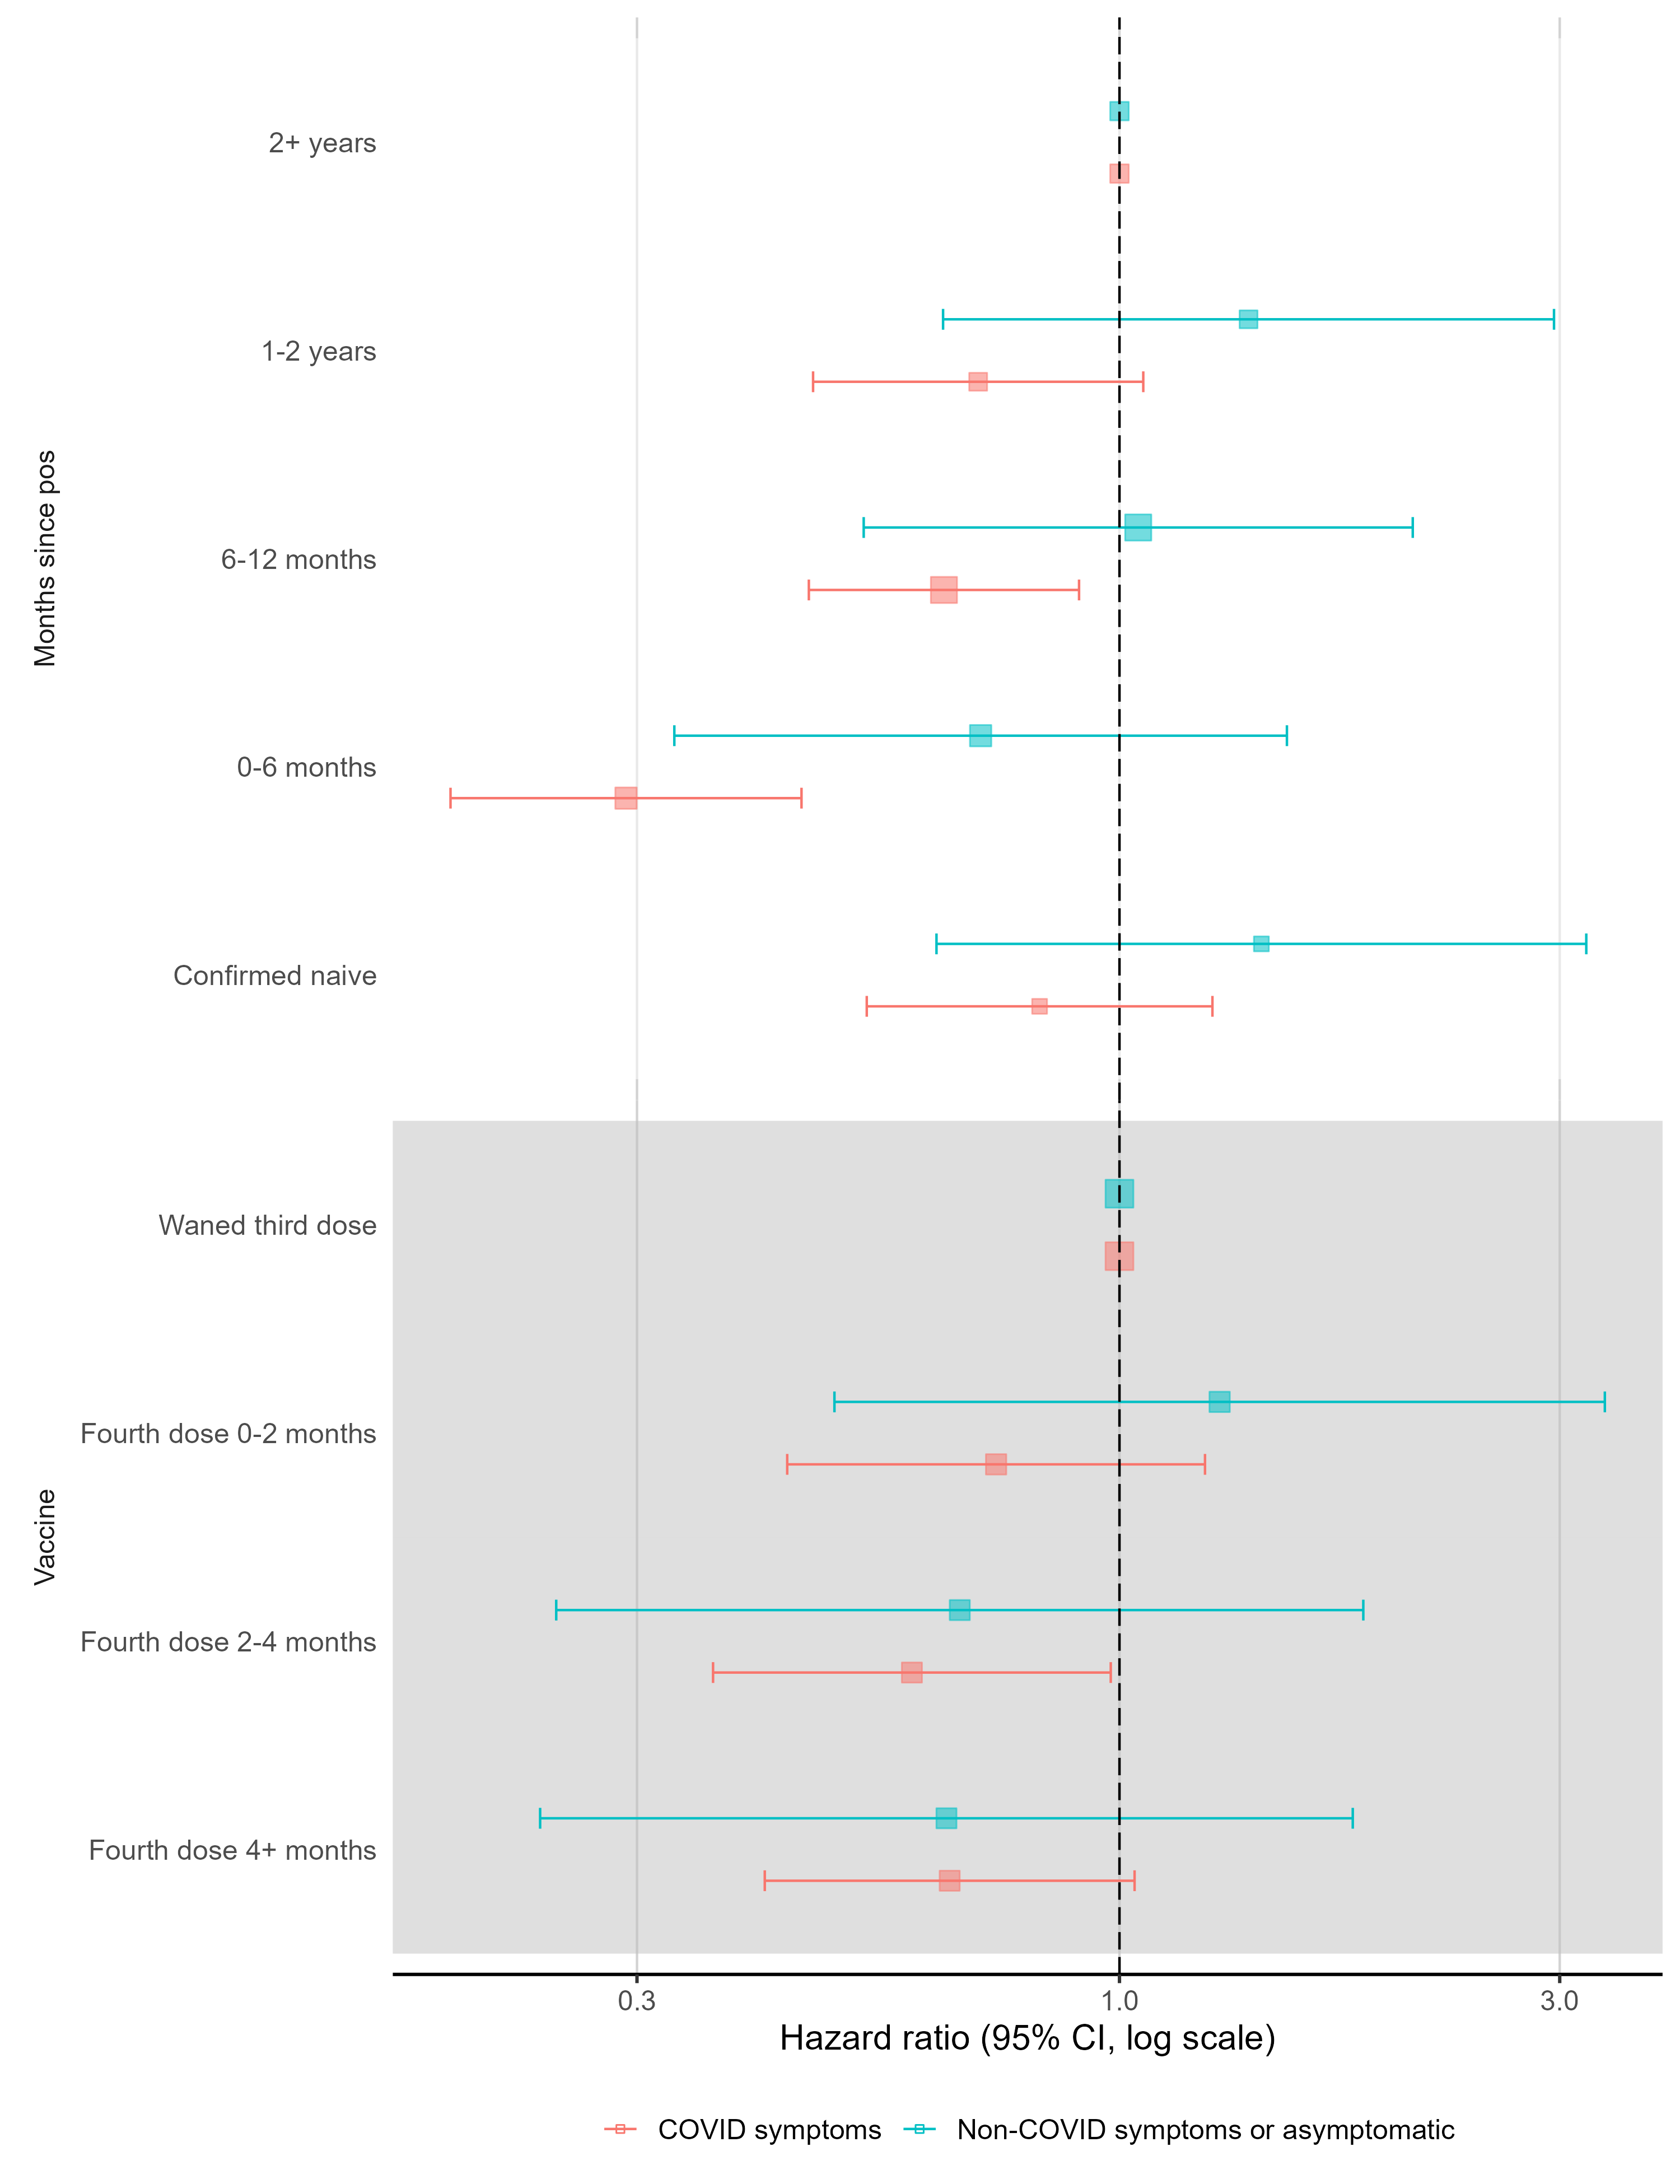 Months since pos
2+ years
1-2 years
6-12 months
0-6 months
Confirmed naive
Vaccine
Waned third dose
Fourth dose 0-2 months
Fourth dose 2-4 months
Fourth dose 4+ months
0.3 1.0 3.0
Hazard ratio (95% CI, log scale)
COVID symptoms Non-COVID symptoms or asymptomatic